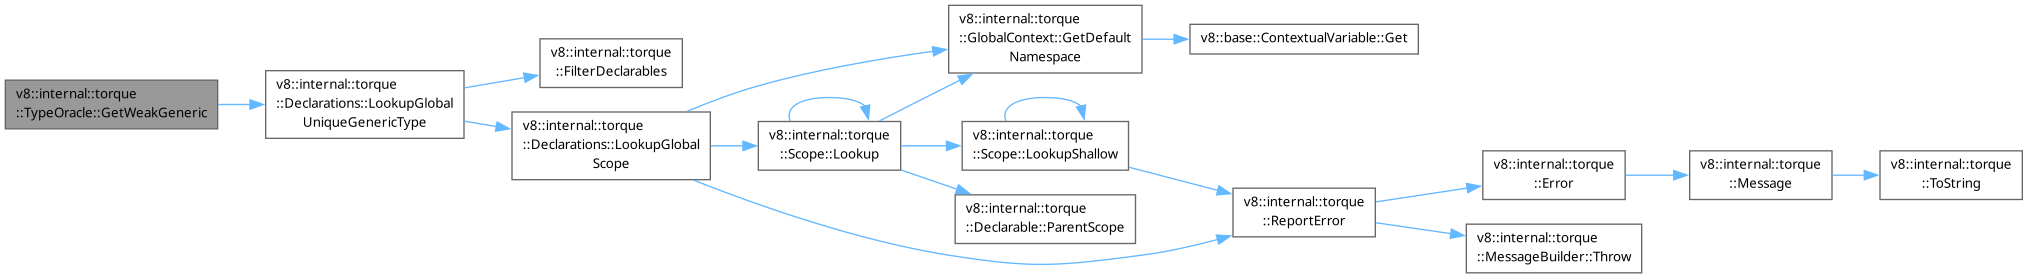 v8::internal::torque
::TypeOracle::GetWeakGeneric
v8::internal::torque
::Declarations::LookupGlobal
UniqueGenericType
v8::internal::torque
::FilterDeclarables
v8::internal::torque
::Declarations::LookupGlobal
Scope
v8::internal::torque
::GlobalContext::GetDefault
Namespace
v8::base::ContextualVariable::Get
v8::internal::torque
::Scope::Lookup
v8::internal::torque
::Scope::LookupShallow
v8::internal::torque
::Declarable::ParentScope
v8::internal::torque
::ReportError
v8::internal::torque
::Error
v8::internal::torque
::Message
v8::internal::torque
::ToString
v8::internal::torque
::MessageBuilder::Throw